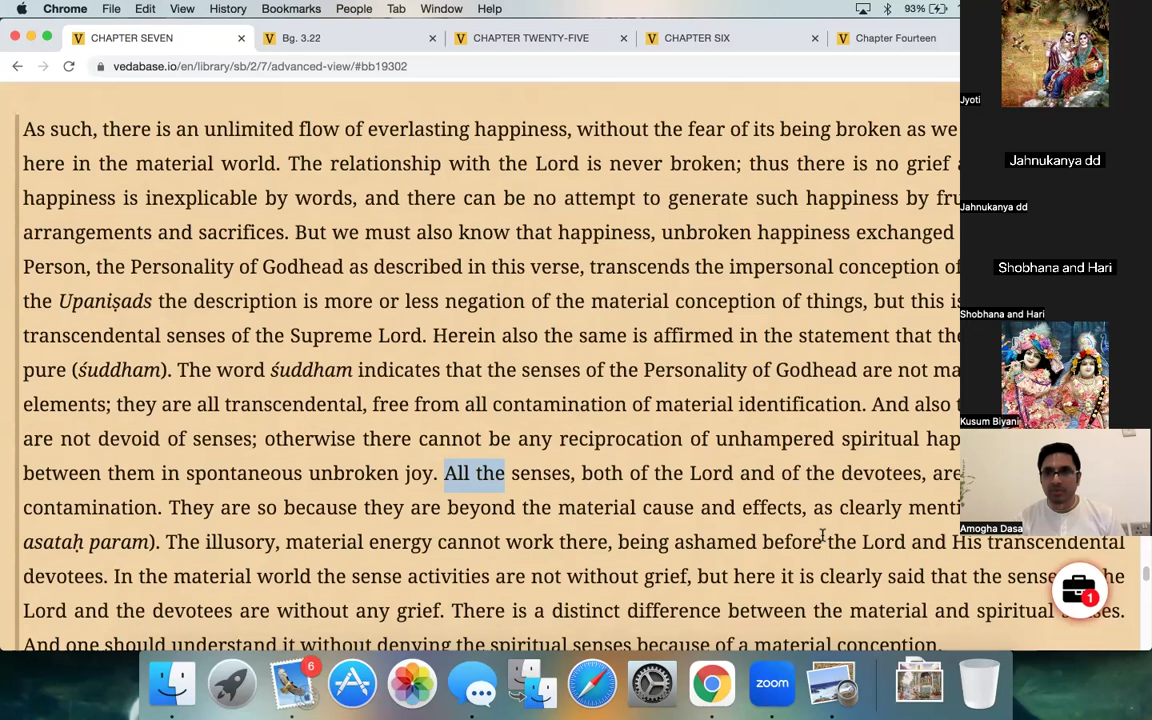 Chrome File Edit View History Bookmarks People Tab Window Help 93%
CHAPTER SEVEN Bg. 3.22 CHAPTER TWENTY-FIVE CHAPTER SIX Chapter Fourteen
vedabase.io/en/library/sb/2/7/advanced-view/#bb19302
As such, there is an unlimited flow of everlasting happiness, without the fear of its being broken as we
here in the material world. The relationship with the Lord is never broken; thus there is no grief
happiness is inexplicable by words, and there can be no attempt to generate such happiness by
arrangements and sacrifices. But we must also know that happiness, unbroken happiness exchanged
Person, the Personality of Godhead as described in this verse, transcends the impersonal conception of
the Upaniṣads the description is more or less negation of the material conception of things, but this is
transcendental senses of the Supreme Lord. Herein also the same is affirmed in the statement that the
pure (śuddham). The word śuddham indicates that the senses of the Personality of Godhead are not
elements; they are all transcendental, free from all contamination of material identification. And also
are not devoid of senses; otherwise there cannot be any reciprocation of unhampered spiritual
between them in spontaneous unbroken joy. All the senses, both of the Lord and of the devotees, are
contamination. They are so because they are beyond the material cause and effects, as clearly
asataḥ param). The illusory, material energy cannot work there, being ashamed before the Lord and His transcendental
devotees. In the material world the sense activities are not without grief, but here it is clearly said that the
Lord and the devotees are without any grief. There is a distinct difference between the material and spiritual
And one should understand it without denying the spiritual senses because of a material conception.
Jyoti
Jahnukanya dd
Jahnukanya dd
Shobhana and Hari
Shobhana and Hari
Kusum Biyani
Amogha Dasa
1
6
zoom